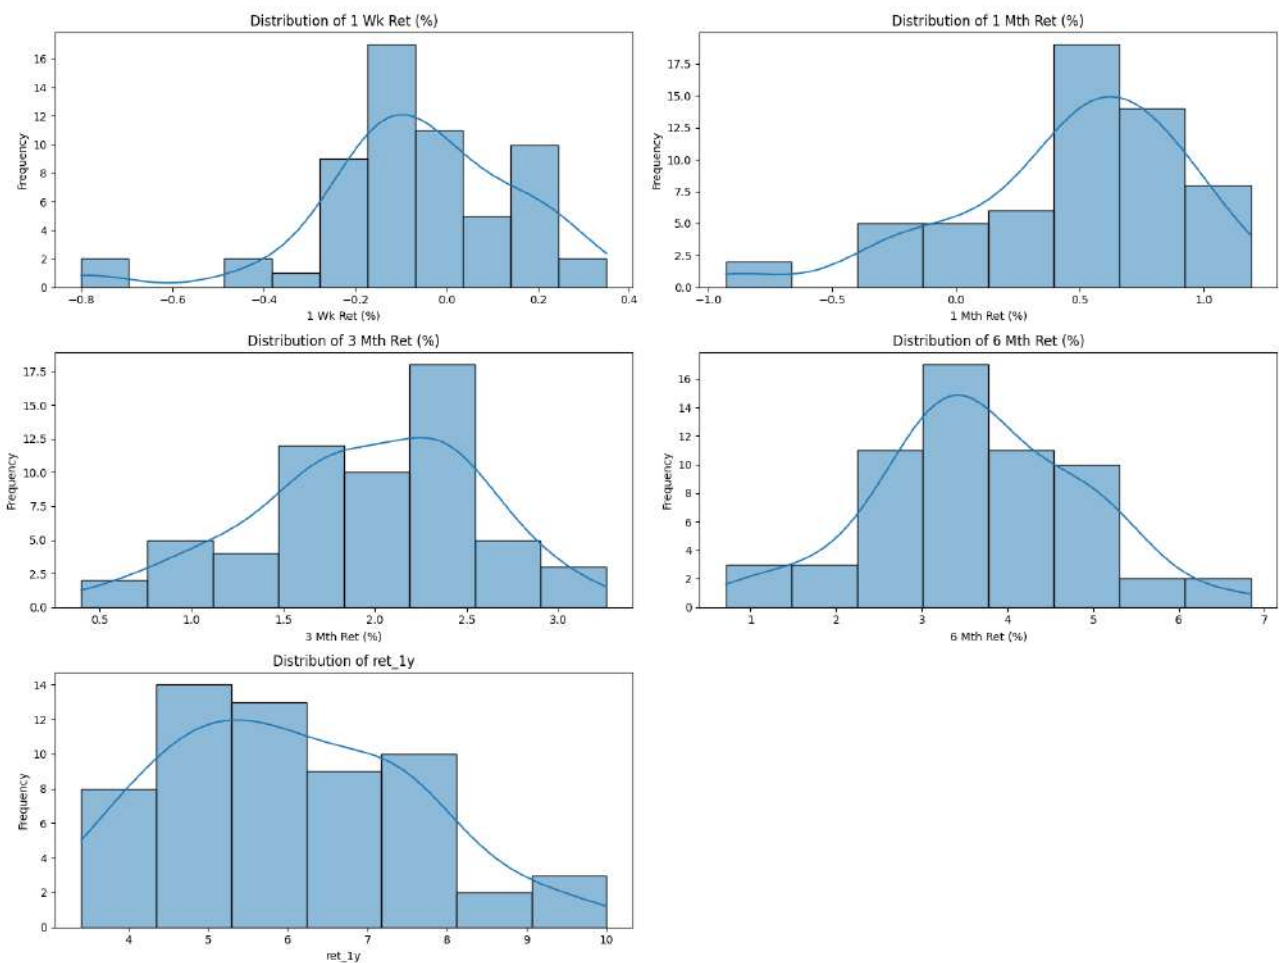 Distribution of 1 Wk Ret (%)
16
14
12
10
8
6
4
2
0
Frequency
−0.8 −0.6 −0.4 −0.2 0.0 0.2 0.4
1 Wk Ret (%)
Distribution of 1 Mth Ret (%)
17.5
15.0
12.5
10.0
7.5
5.0
2.5
0.0
Frequency
−1.0 −0.5 0.0 0.5 1.0
1 Mth Ret (%)
Distribution of 3 Mth Ret (%)
17.5
15.0
12.5
10.0
7.5
5.0
2.5
0.0
Frequency
0.5 1.0 1.5 2.0 2.5 3.0
3 Mth Ret (%)
Distribution of 6 Mth Ret (%)
16
14
12
10
8
6
4
2
0
Frequency
1 2 3 4 5 6 7
6 Mth Ret (%)
Distribution of ret_1y
14
12
10
8
6
4
2
0
Frequency
4 5 6 7 8 9 10
ret_1y